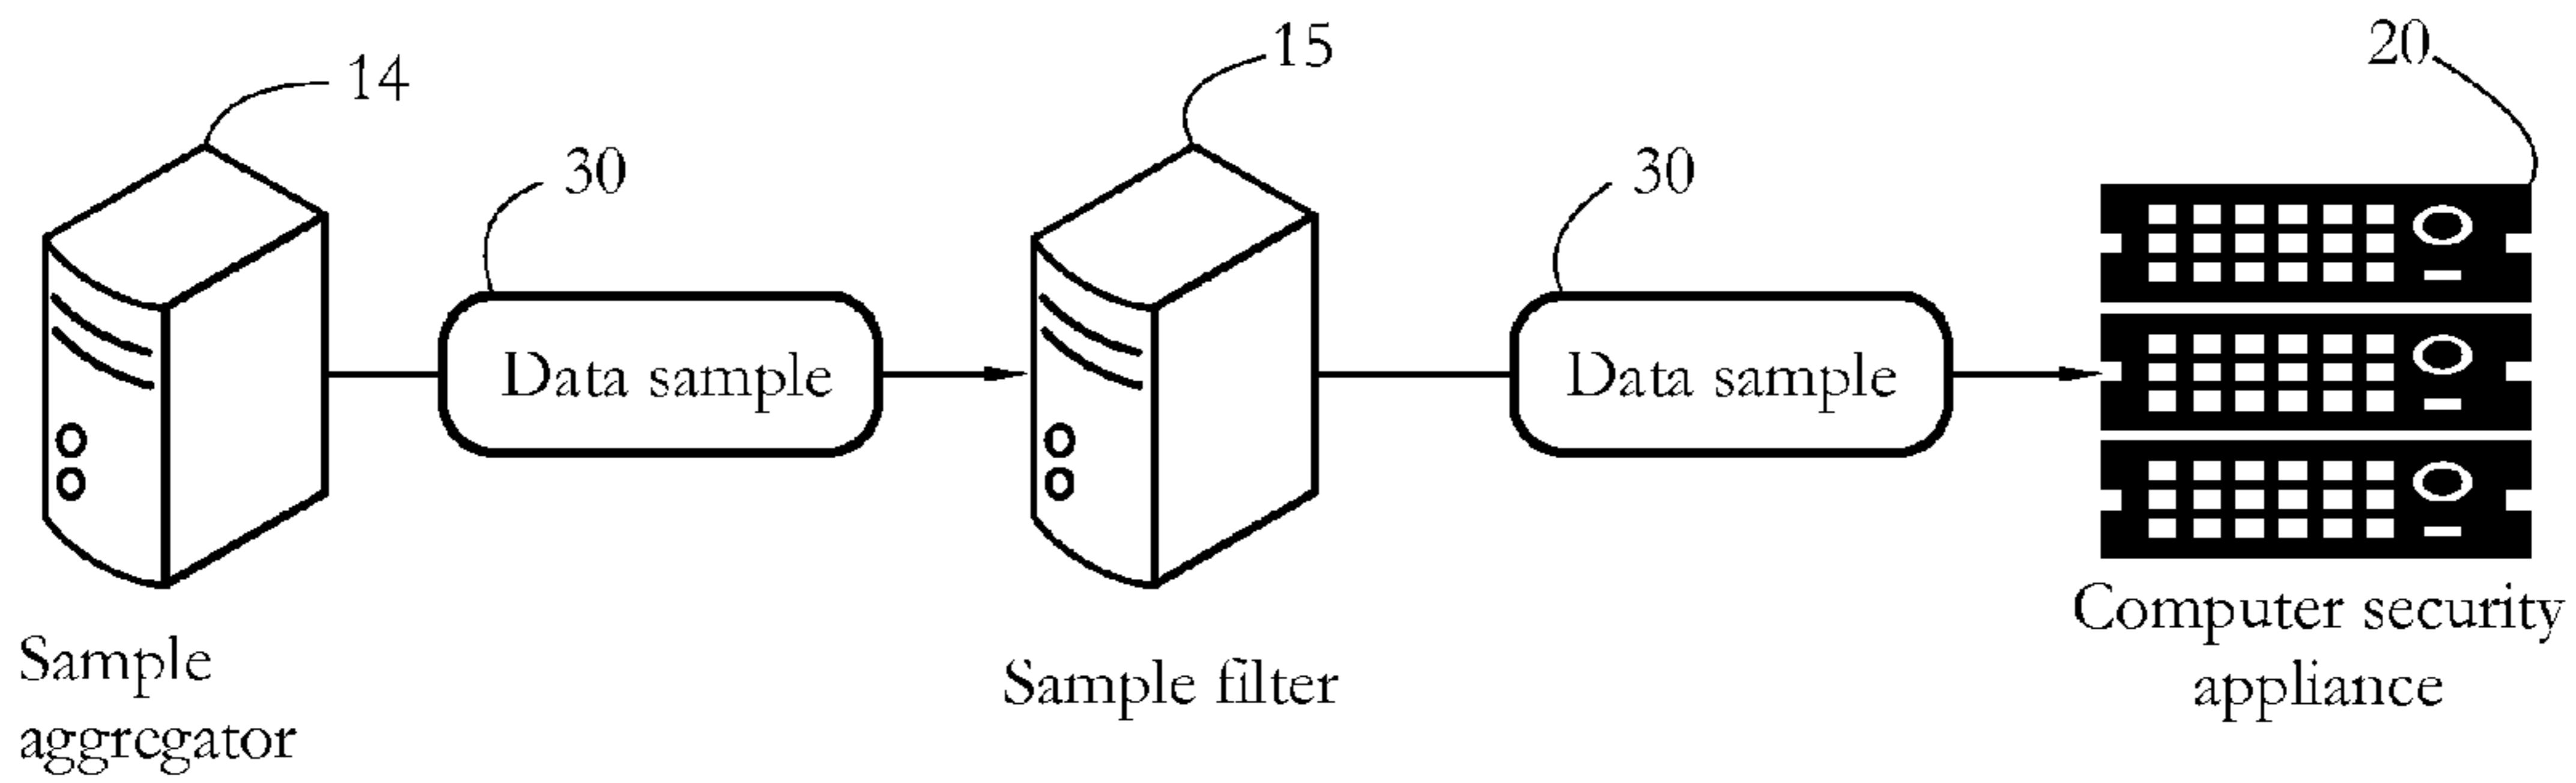 14
15
20
30
30
Data sample
Data sample
Sample
aggregator
Sample filter
Computer security
appliance